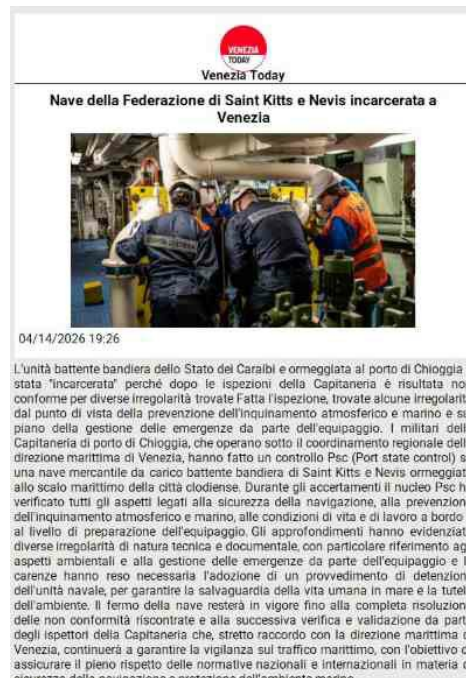 VENEZIA
TODAY
Venezia Today
Nave della Federazione di Saint Kitts e Nevis incarcerata a
Venezia
04/14/2026 19:26
L'unità battente bandiera dello Stato dei Caraibi e ormeggiata al porto di Chioggia
stata "incarcerata" perché dopo le ispezioni della Capitaneria è risultata no
conforme per diverse irregolarità trovate Fatta l'ispezione, trovate alcune irregolarit
dal punto di vista della prevenzione dell'inquinamento atmosferico e marino e su
piano della gestione delle emergenze da parte dell'equipaggio. I militari dell
Capitaneria di porto di Chioggia, che operano sotto il coordinamento regionale dell
direzione marittima di Venezia, hanno fatto un controllo Psc (Port state control) s
una nave mercantile da carico battente bandiera di Saint Kitts e Nevis ormeggiat
allo scalo marittimo della città clodiense. Durante gli accertamenti il nucleo Psc h
verificato tutti gli aspetti legati alla sicurezza della navigazione, alla prevenzion
dell'inquinamento atmosferico e marino, alle condizioni di vita e di lavoro a bordo
al livello di preparazione dell'equipaggio. Gli approfondimenti hanno evidenziat
diverse irregolarità di natura tecnica e documentale, con particolare riferimento ag
aspetti ambientali e alla gestione delle emergenze da parte dell'equipaggio e l
carenze hanno reso necessaria l'adozione di un provvedimento di detenzion
dell'unità navale, per garantire la salvaguardia della vita umana in mare e la tutel
dell'ambiente. Il fermo della nave resterà in vigore fino alla completa risoluzion
delle non conformità riscontrate e alla successiva verifica e validazione da part
degli ispettori della Capitaneria che, stretto raccordo con la direzione marittima d
Venezia, continuerà a garantire la vigilanza sul traffico marittimo, con l'obiettivo d
assicurare il pieno rispetto delle normative nazionali e internazionali in materia d
sicurezza della navigazione e protezione dell'ambiente marino.